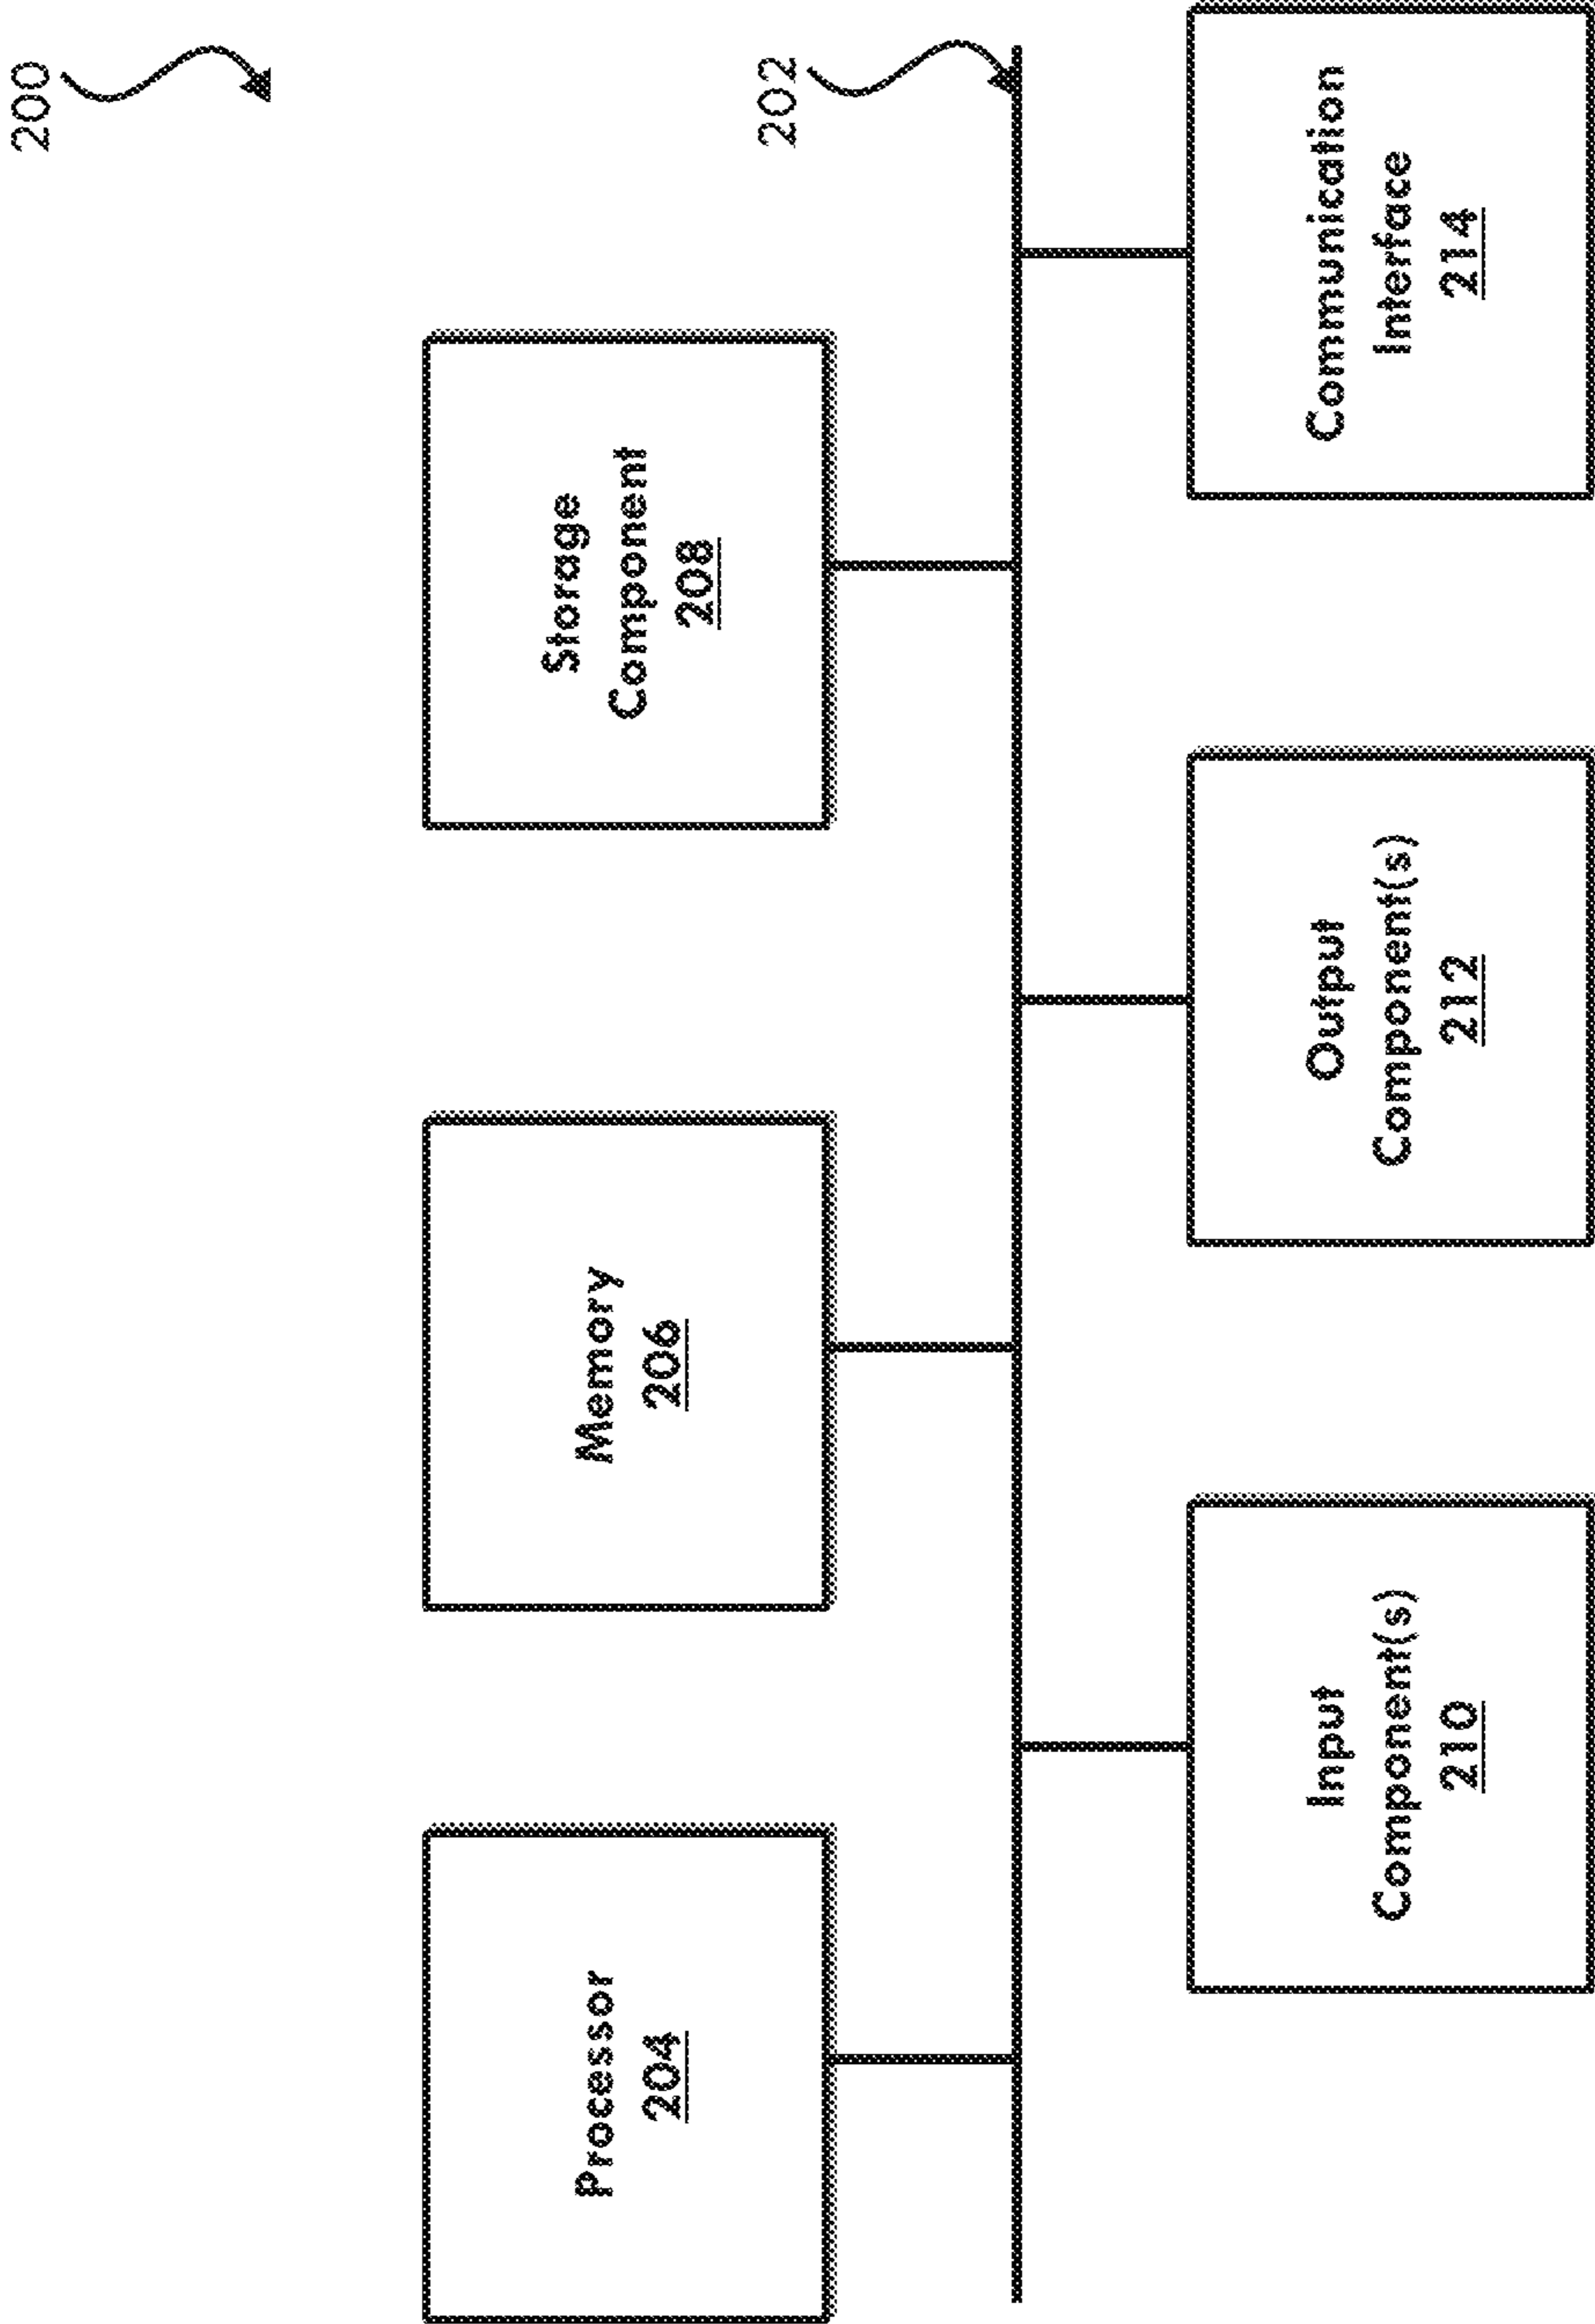 200
Processor
204
Memory
206
Storage
Component
208
202
Input
Component(s)
210
Output
Component(s)
212
Communication
Interface
214